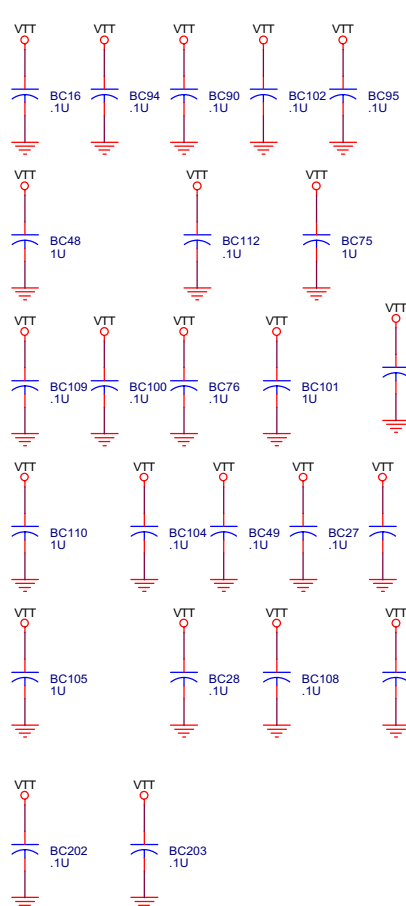 VTT VTT VTT VTT VTT
BC16 BC94 BC90 BC102 BC95
.1U .1U .1U .1U .1U
VTT VTT VTT
BC48 BC112 BC75
1U .1U 1U
VTT VTT VTT VTT VTT
BC109 BC100 BC76 BC101
.1U .1U .1U 1U
VTT VTT VTT VTT VTT
BC110 BC104 BC49 BC27
1U .1U .1U .1U
VTT VTT VTT VTT
BC105 BC28 BC108
1U .1U .1U
VTT VTT
BC202 BC203
.1U .1U